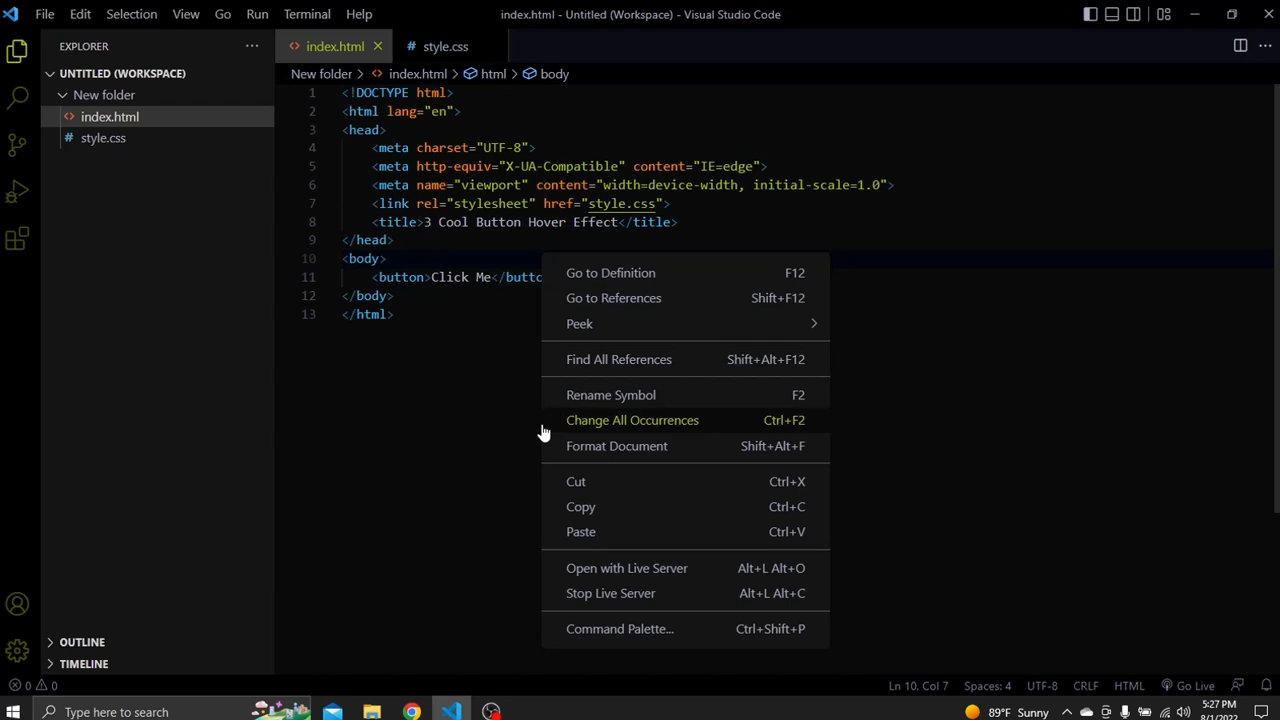 File Edit Selection View Go Run Terminal Help
index.html - Untitled (Workspace) - Visual Studio Code
EXPLORER
UNTITLED (WORKSPACE)
New folder
index.html
style.css
OUTLINE
TIMELINE
index.html
style.css
New folder > index.html > html > body
1 <!DOCTYPE html>
2 <html lang="en">
3 <head>
4 <meta charset="UTF-8">
5 <meta http-equiv="X-UA-Compatible" content="IE=edge">
6 <meta name="viewport" content="width=device-width, initial-scale=1.0">
7 <link rel="stylesheet" href="style.css">
8 <title>3 Cool Button Hover Effect</title>
9 </head>
10 <body>
11 <button>Click Me</butto
12 </body>
13 </html>
Go to Definition F12
Go to References Shift+F12
Peek
Find All References Shift+Alt+F12
Rename Symbol F2
Change All Occurrences Ctrl+F2
Format Document Shift+Alt+F
Cut Ctrl+X
Copy Ctrl+C
Paste Ctrl+V
Open with Live Server Alt+L Alt+O
Stop Live Server Alt+L Alt+C
Command Palette... Ctrl+Shift+P
0 0 Ln 10, Col 7 Spaces: 4 UTF-8 CRLF HTML Go Live
Type here to search
89°F Sunny
5:27 PM